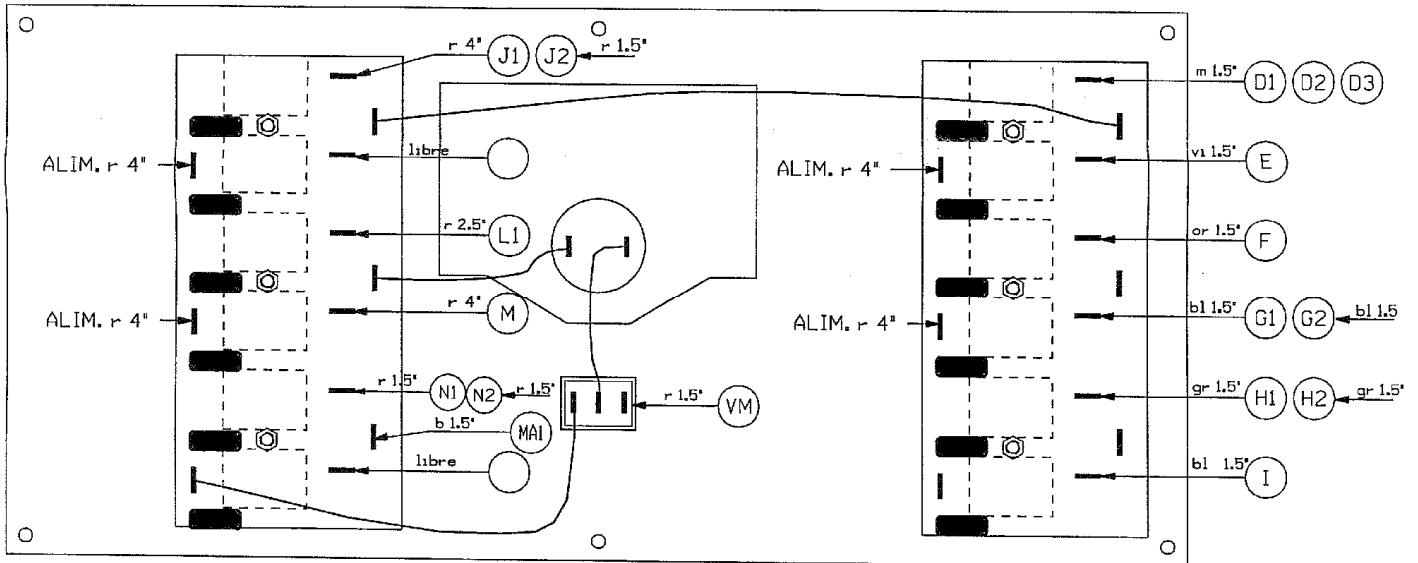 r 4" J1 J2 r 1.5"
libre
ALIM. r 4"
r 2.5" L1
r 4" M
ALIM. r 4"
r 1.5" N1 N2 r 1.5"
b 1.5" MA1
libre
r 1.5" VM
m 1.5" D1 D2 D3
vi 1.5" E
ALIM. r 4"
or 1.5" F
bl 1.5" G1 G2 bl 1.5
ALIM. r 4"
gr 1.5" H1 H2 gr 1.5"
bl 1.5" I